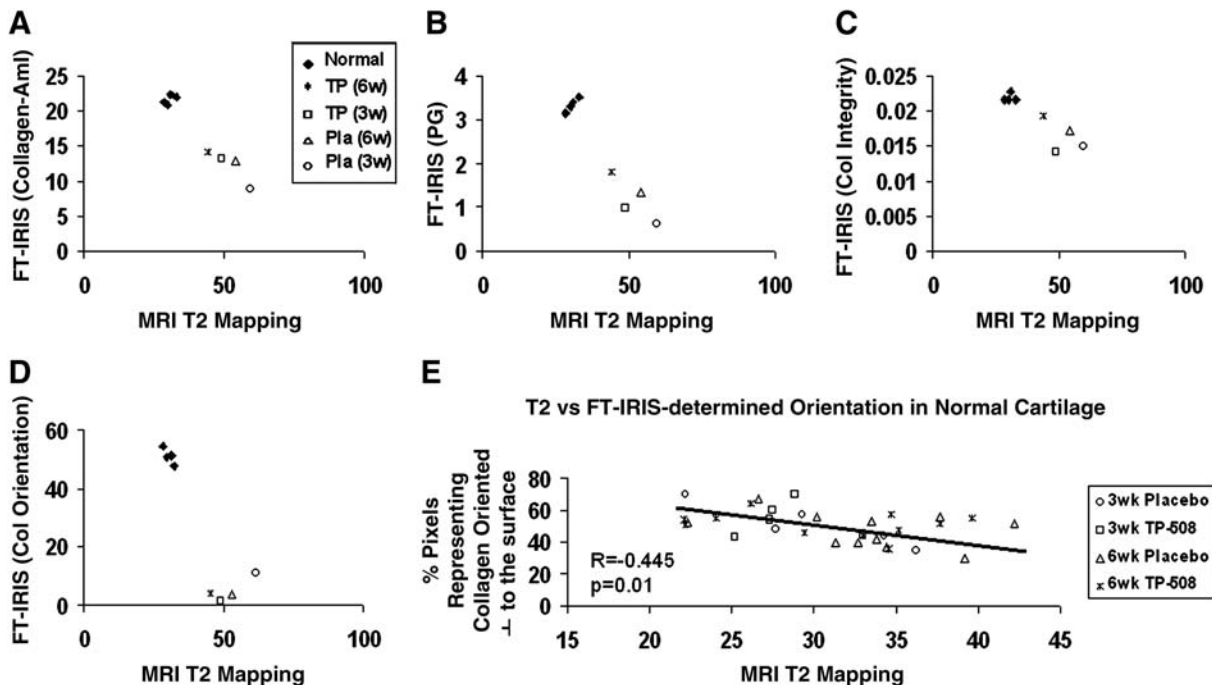 A
FT-IRIS (Collagen-AmI)
25
20
15
10
5
0
0
50
100
MRI T2 Mapping
Normal
TP (6w)
TP (3w)
Pla (6w)
Pla (3w)
B
FT-IRIS (PG)
4
3
2
1
0
0
50
100
MRI T2 Mapping
C
FT-IRIS (Col Integrity)
0.025
0.02
0.015
0.01
0.005
0
0
50
100
MRI T2 Mapping
D
FT-IRIS (Col Orientation)
60
40
20
0
0
50
100
MRI T2 Mapping
E
T2 vs FT-IRIS-determined Orientation in Normal Cartilage
% Pixels
Representing
Collagen Oriented
⊥ to the surface
80
60
40
20
0
R=-0.445
p=0.01
15
20
25
30
35
40
45
MRI T2 Mapping
3wk Placebo
3wk TP-508
6wk Placebo
6wk TP-508